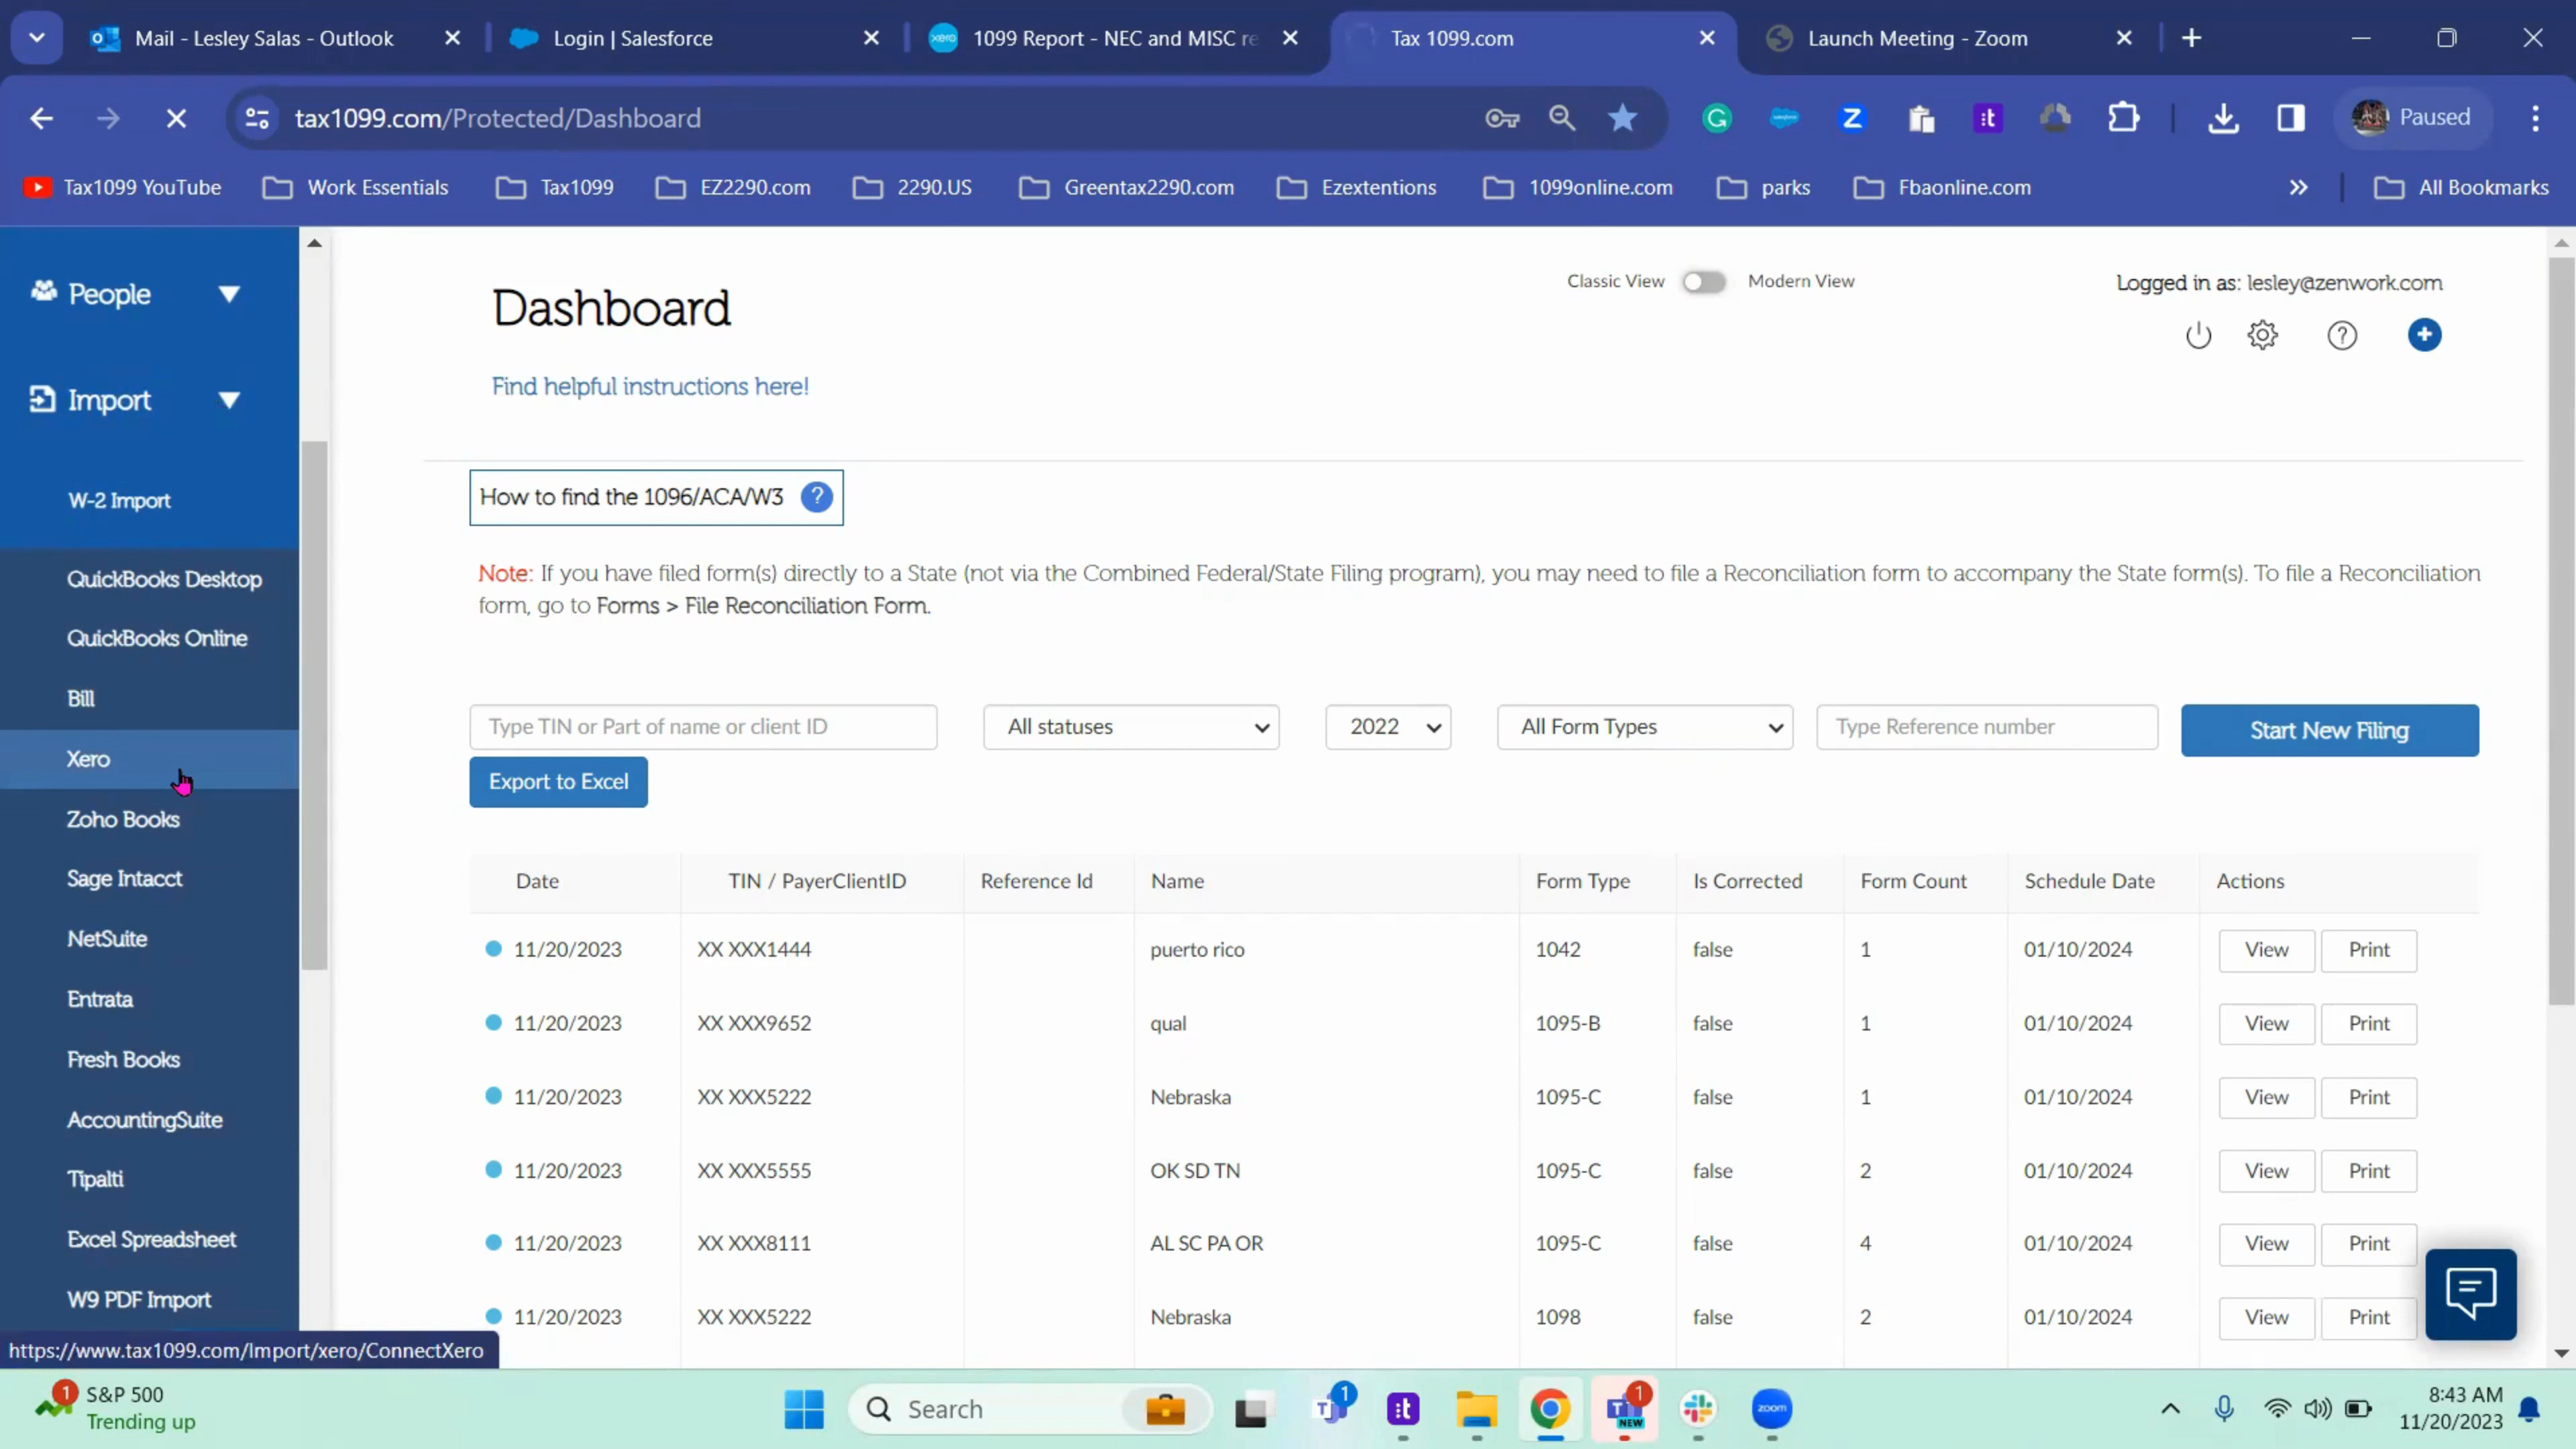 Mail - Lesley Salas - Outlook
Login | Salesforce
xero
1099 Report - NEC and MISC re
Tax 1099.com
Launch Meeting - Zoom
tax1099.com/Protected/Dashboard
Paused
Tax1099 YouTube
Work Essentials
Tax1099
EZ2290.com
2290.US
Greentax2290.com
Ezextentions
1099online.com
parks
Fbaonline.com
All Bookmarks
People
Import
W-2 Import
QuickBooks Desktop
QuickBooks Online
Bill
Xero
Zoho Books
Sage Intacct
NetSuite
Entrata
Fresh Books
AccountingSuite
Tipalti
Excel Spreadsheet
W9 PDF Import
https://www.tax1099.com/Import/xero/ConnectXero
Dashboard
Find helpful instructions here!
Classic View
Modern View
Logged in as: lesley@zenwork.com
How to find the 1096/ACA/W3 ?
Note: If you have filed form(s) directly to a State (not via the Combined Federal/State Filing program), you may need to file a Reconciliation form to accompany the State form(s). To file a Reconciliation
form, go to Forms > File Reconciliation Form.
Type TIN or Part of name or client ID
All statuses
2022
All Form Types
Type Reference number
Start New Filing
Export to Excel
Date TIN / PayerClientID Reference Id Name Form Type Is Corrected Form Count Schedule Date Actions
11/20/2023 XX XXX1444 puerto rico 1042 false 1 01/10/2024 View Print
11/20/2023 XX XXX9652 qual 1095-B false 1 01/10/2024 View Print
11/20/2023 XX XXX5222 Nebraska 1095-C false 1 01/10/2024 View Print
11/20/2023 XX XXX5555 OK SD TN 1095-C false 2 01/10/2024 View Print
11/20/2023 XX XXX8111 AL SC PA OR 1095-C false 4 01/10/2024 View Print
11/20/2023 XX XXX5222 Nebraska 1098 false 2 01/10/2024 View Print
1
S&P 500
Trending up
Search
1
:t
1
NEW
zoom
8:43 AM
11/20/2023